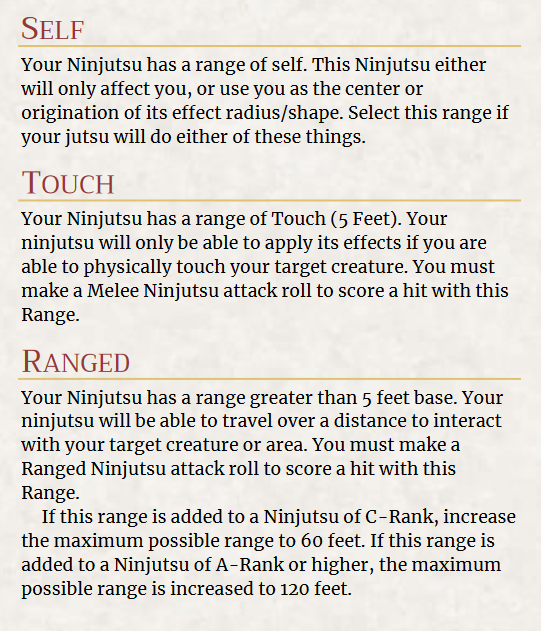 SELF
Your Ninjutsu has a range of self. This Ninjutsu either
will only affect you, or use you as the center or
origination of its effect radius/shape. Select this range if
your jutsu will do either of these things.
TOUCH
Your Ninjutsu has a range of Touch (5 Feet). Your
ninjutsu will only be able to apply its effects if you are
able to physically touch your target creature. You must
make a Melee Ninjutsu attack roll to score a hit with this
Range.
RANGED
Your Ninjutsu has a range greater than 5 feet base. Your
ninjutsu will be able to travel over a distance to interact
with your target creature or area. You must make a
Ranged Ninjutsu attack roll to score a hit with this
Range.
If this range is added to a Ninjutsu of C-Rank, increase
the maximum possible range to 60 feet. If this range is
added to a Ninjutsu of A-Rank or higher, the maximum
possible range is increased to 120 feet.